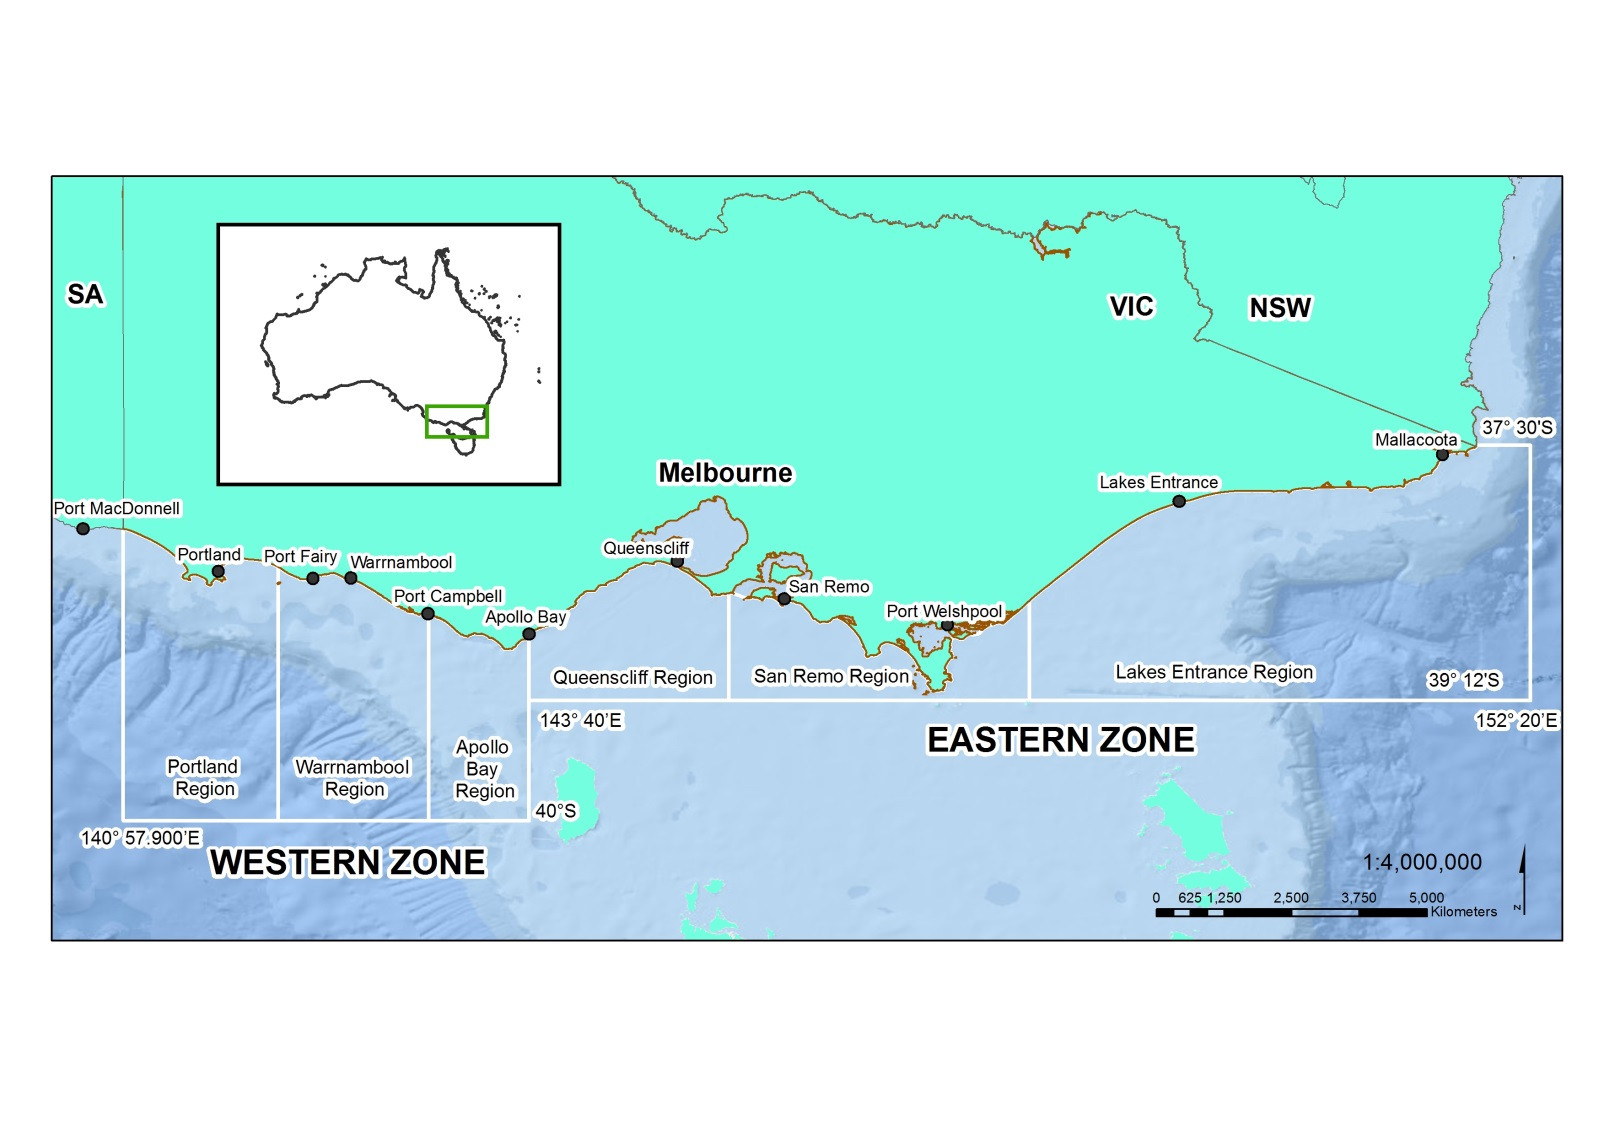 SA
VIC
NSW
37° 30'S
Mallacoota
Melbourne
Lakes Entrance
Port MacDonnell
Queenscliff
Portland
Port Fairy
Warrnambool
San Remo
Port Campbell
Port Welshpool
Apollo Bay
Queenscliff Region
San Remo Region
Lakes Entrance Region
39° 12'S
143° 40'E
152° 20'E
EASTERN ZONE
Portland
Region
Warrnambool
Region
Apollo
Bay
Region
40°S
140° 57.900'E
WESTERN ZONE
1:4,000,000
0 625 1,250 2,500 3,750 5,000
Kilometers
N